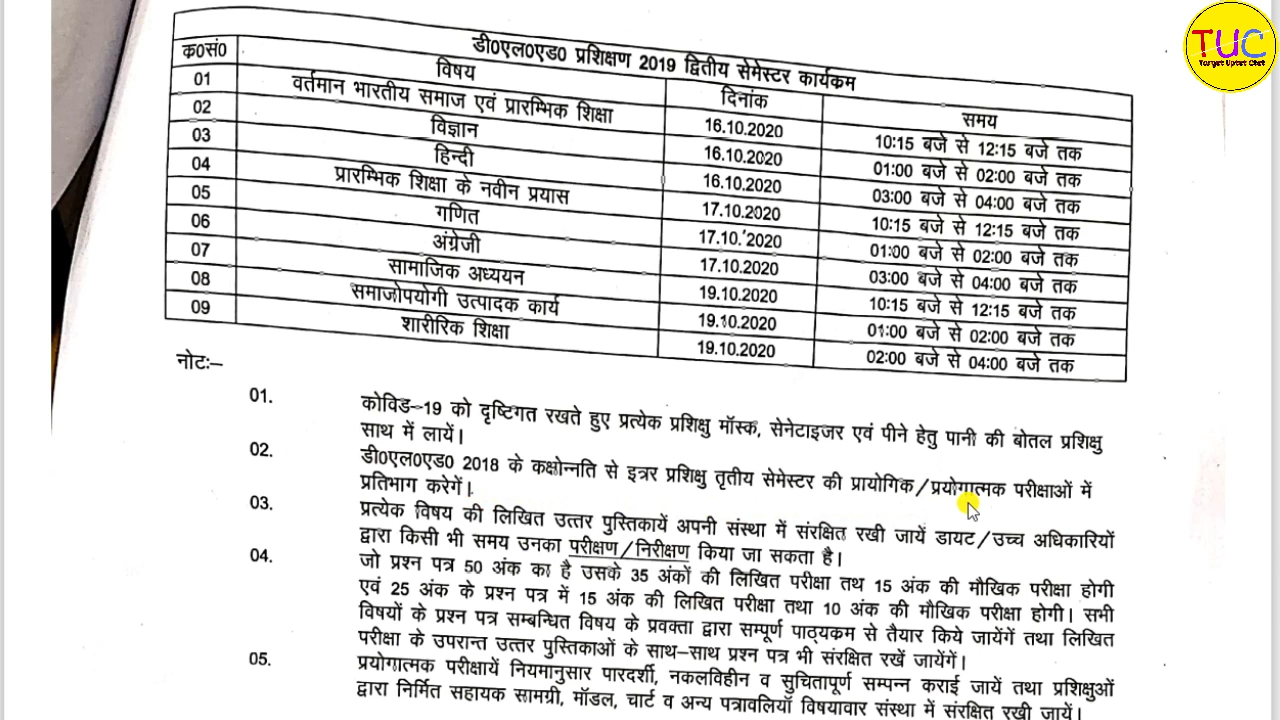 TUC
Target Uptet Ctet
डी0एल0एड0 प्रशिक्षण 2019 द्वितीय सेमेस्टर कार्यकम
क0सं0 विषय दिनांक समय
01 वर्तमान भारतीय समाज एवं प्रारम्भिक शिक्षा 16.10.2020 10:15 बजे से 12:15 बजे तक
02 विज्ञान 16.10.2020 01:00 बजे से 02:00 बजे तक
03 हिन्दी 16.10.2020 03:00 बजे से 04:00 बजे तक
04 प्रारम्भिक शिक्षा के नवीन प्रयास 17.10.2020 10:15 बजे से 12:15 बजे तक
05 गणित 17.10.2020 01:00 बजे से 02:00 बजे तक
06 अंग्रेजी 17.10.2020 03:00 बजे से 04:00 बजे तक
07 सामाजिक अध्ययन 19.10.2020 10:15 बजे से 12:15 बजे तक
08 समाजोपयोगी उत्पादक कार्य 19.10.2020 01:00 बजे से 02:00 बजे तक
09 शारीरिक शिक्षा 19.10.2020 02:00 बजे से 04:00 बजे तक
नोटः–
01. कोविड–19 को दृष्टिगत रखते हुए प्रत्येक प्रशिक्षु मॉस्क, सेनेटाइजर एवं पीने हेतु पानी की बोतल प्रशिक्षु
साथ में लायें।
02. डी0एल0एड0 2018 के कक्षोन्नति से इत्रर प्रशिक्षु तृतीय सेमेस्टर की प्रायोगिक/प्रयोगात्मक परीक्षाओं में
प्रतिभाग करेगें।
03. प्रत्येक विषय की लिखित उत्तर पुस्तिकायें अपनी संस्था में संरक्षित रखी जायें डायट/उच्च अधिकारियों
द्वारा किसी भी समय उनका परीक्षण/निरीक्षण किया जा सकता है।
04. जो प्रश्न पत्र 50 अंक का है उसके 35 अंकों की लिखित परीक्षा तथ 15 अंक की मौखिक परीक्षा होगी
एवं 25 अंक के प्रश्न पत्र में 15 अंक की लिखित परीक्षा तथा 10 अंक की मौखिक परीक्षा होगी। सभी
विषयों के प्रश्न पत्र सम्बन्धित विषय के प्रवक्ता द्वारा सम्पूर्ण पाठ्यकम से तैयार किये जायेंगें तथा लिखित
परीक्षा के उपरान्त उत्तर पुस्तिकाओं के साथ–साथ प्रश्न पत्र भी संरक्षित रखें जायेंगें।
05. प्रयोगात्मक परीक्षायें नियमानुसार पारदर्शी, नकलविहीन व सुचितापूर्ण सम्पन्न कराई जायें तथा प्रशिक्षुओं
द्वारा निर्मित सहायक सामग्री, मॉडल, चार्ट व अन्य पत्रावलियॉ विषयावार संस्था में संरक्षित रखी जायें।